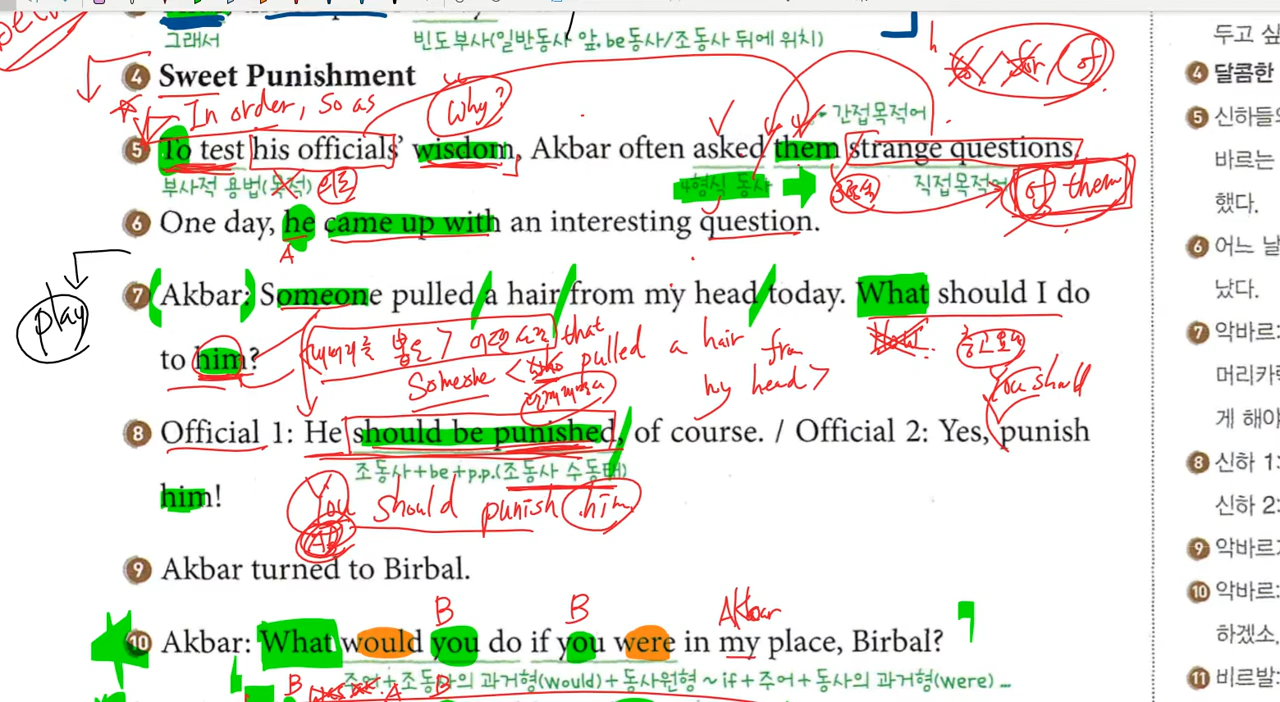 그래서 빈도부사(일반동사 앞, be동사/조동사 뒤에 위치)
to / for / of
두고 싶
4 Sweet Punishment
4 달콤한
In order, So as
Why?
간접목적어
5 신하들의
5 To test his officials' wisdom, Akbar often asked them strange questions.
바르는
부사적 용법(목적) 의도 4형식 동사 직접목적어 of them
했다.
6 One day, he came up with an interesting question.
6 어느 날
A
났다.
7 Akbar: Someone pulled a hair from my head today. What should I do
7 악바르:
play
to him?
that
Someone < who pulled a hair from
my head >
How
You should
머리카락
게 해야
8 Official 1: He should be punished, of course. / Official 2: Yes, punish
8 신하 1:
조동사+be+p.p.(조동사 수동태)
him!
신하 2:
You should punish him
9 Akbar turned to Birbal.
9 악바르
B B Akbar
10 악바르:
10 Akbar: What would you do if you were in my place, Birbal?
하겠소,
주어+조동사의 과거형(would)+동사원형 ~ if+주어+동사의 과거형(were) ...
11 비르발:
B A B